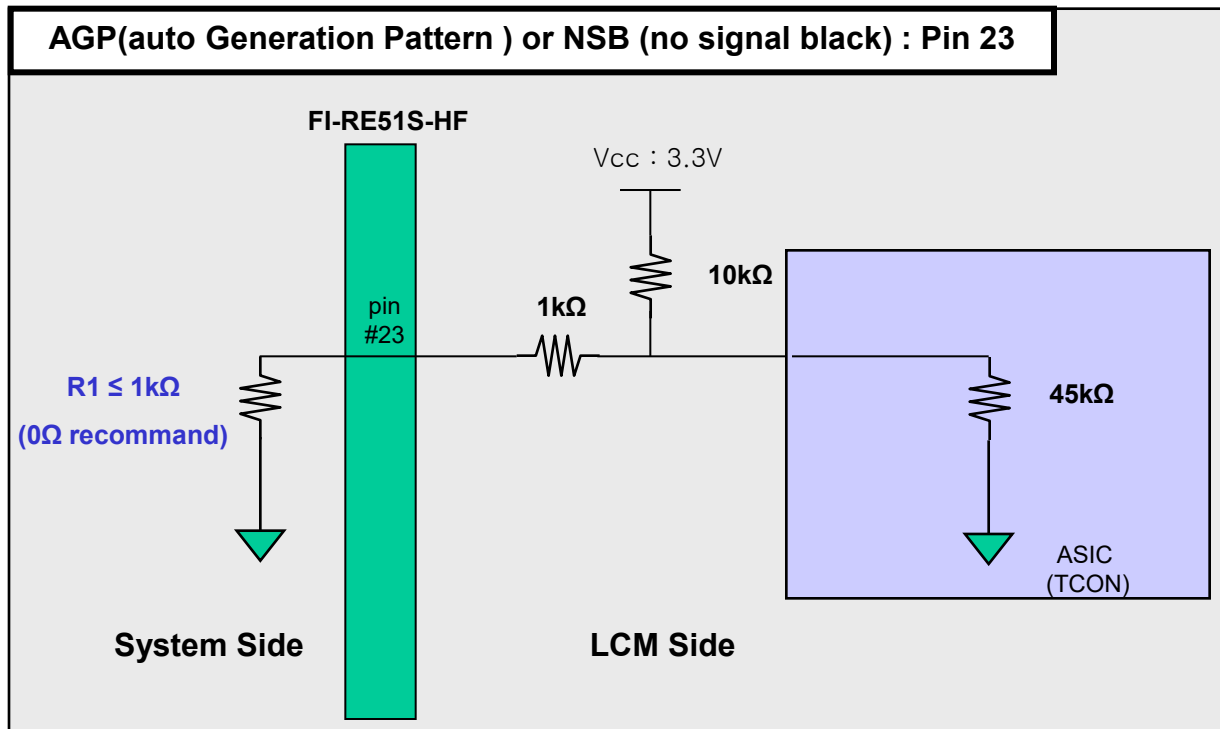 AGP(auto Generation Pattern ) or NSB (no signal black) : Pin 23
FI-RE51S-HF
Vcc : 3.3V
10kΩ
1kΩ
pin
#23
R1 ≤ 1kΩ
(0Ω recommand)
45kΩ
ASIC
(TCON)
System Side
LCM Side